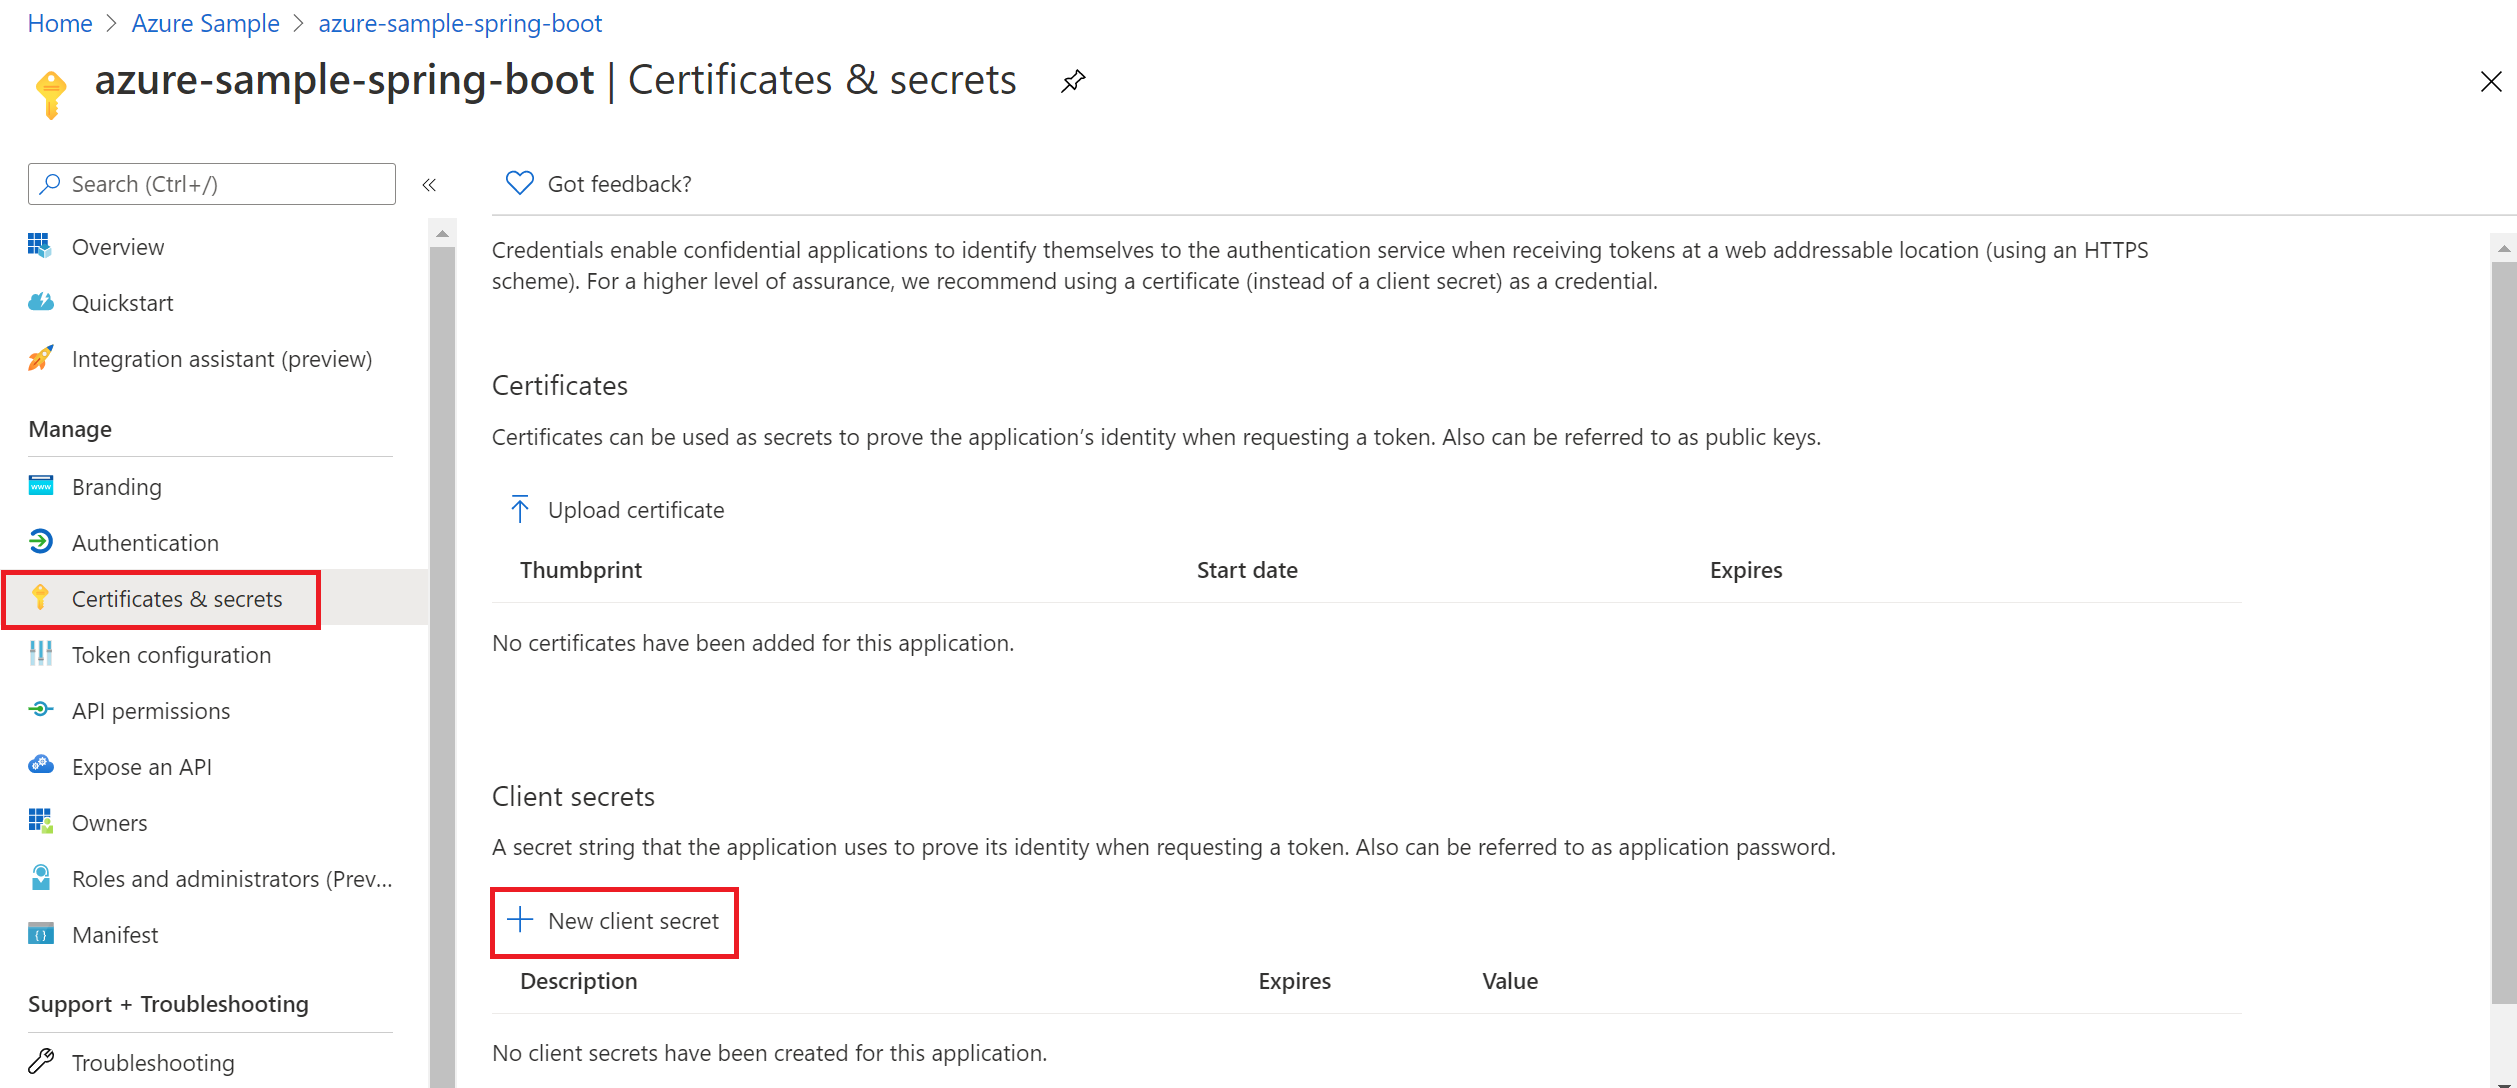 Home > Azure Sample > azure-sample-spring-boot
azure-sample-spring-boot | Certificates & secrets
Search (Ctrl+/)
«
Overview
Quickstart
Integration assistant (preview)
Manage
Branding
Authentication
Certificates & secrets
Token configuration
API permissions
Expose an API
Owners
Roles and administrators (Prev...
Manifest
Support + Troubleshooting
Troubleshooting
Got feedback?
Credentials enable confidential applications to identify themselves to the authentication service when receiving tokens at a web addressable location (using an HTTPS
scheme). For a higher level of assurance, we recommend using a certificate (instead of a client secret) as a credential.
Certificates
Certificates can be used as secrets to prove the application’s identity when requesting a token. Also can be referred to as public keys.
Upload certificate
Thumbprint Start date Expires
No certificates have been added for this application.
Client secrets
A secret string that the application uses to prove its identity when requesting a token. Also can be referred to as application password.
New client secret
Description Expires Value
No client secrets have been created for this application.